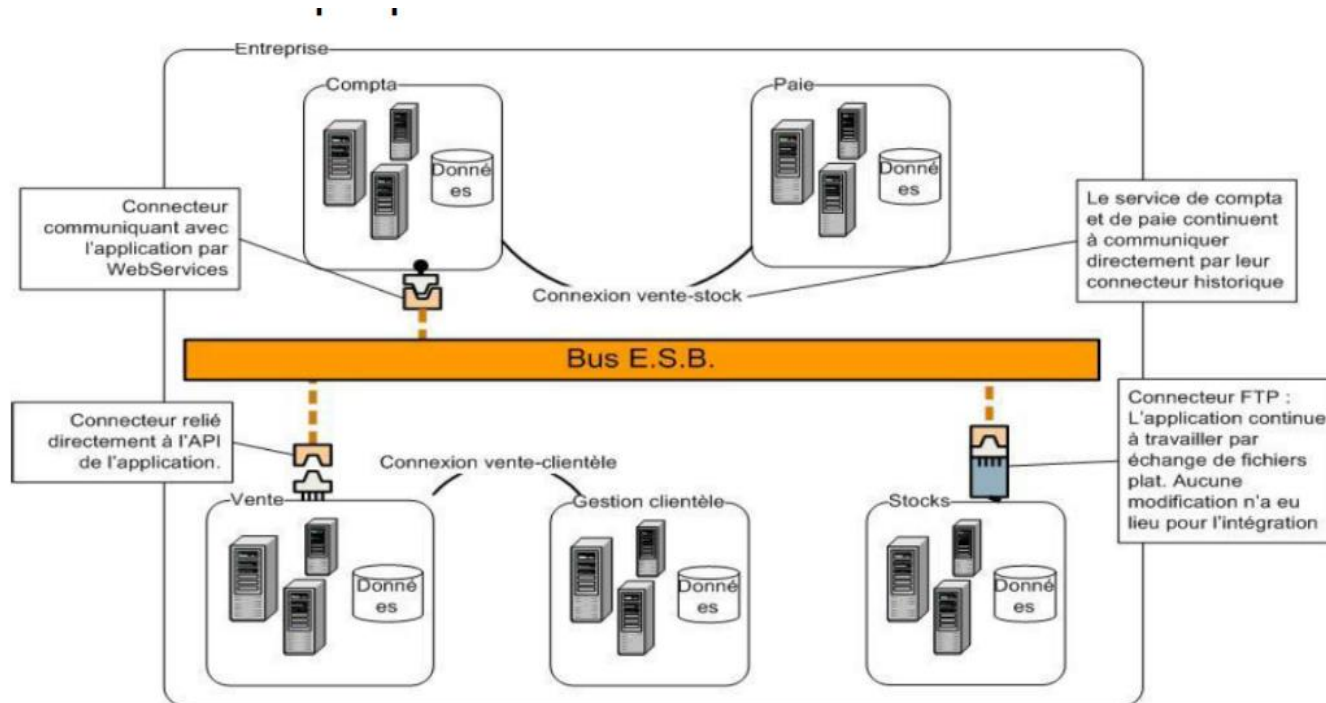 Entreprise
Compta
Paie
Donné
es
Donné
es
Connecteur
communiquant avec
l'application par
WebServices
Le service de compta
et de paie continuent
à communiquer
directement par leur
connecteur historique
Connexion vente-stock
Bus E.S.B.
Connecteur relié
directement à l'API
de l'application.
Connexion vente-clientèle
Connecteur FTP :
L'application continue
à travailler par
échange de fichiers
plat. Aucune
modification n'a eu
lieu pour l'intégration
Vente
Gestion clientèle
Stocks
Donné
es
Donné
es
Donné
es